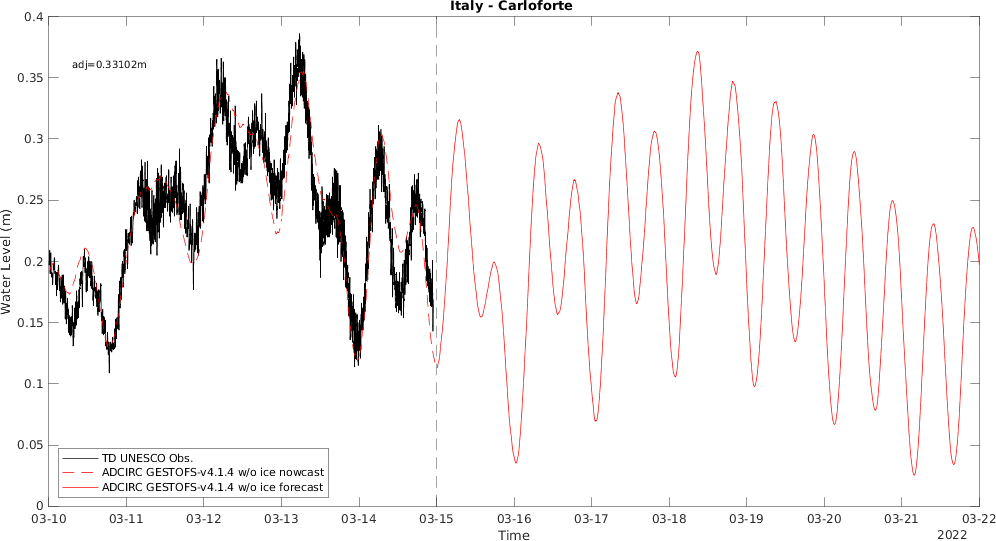 Italy - Carloforte
adj=0.33102m
Water Level (m)
0.4
0.35
0.3
0.25
0.2
0.15
0.1
0.05
0
TD UNESCO Obs.
ADCIRC GESTOFS-v4.1.4 w/o ice nowcast
ADCIRC GESTOFS-v4.1.4 w/o ice forecast
03-10 03-11 03-12 03-13 03-14 03-15 03-16 03-17 03-18 03-19 03-20 03-21 03-22
Time
2022